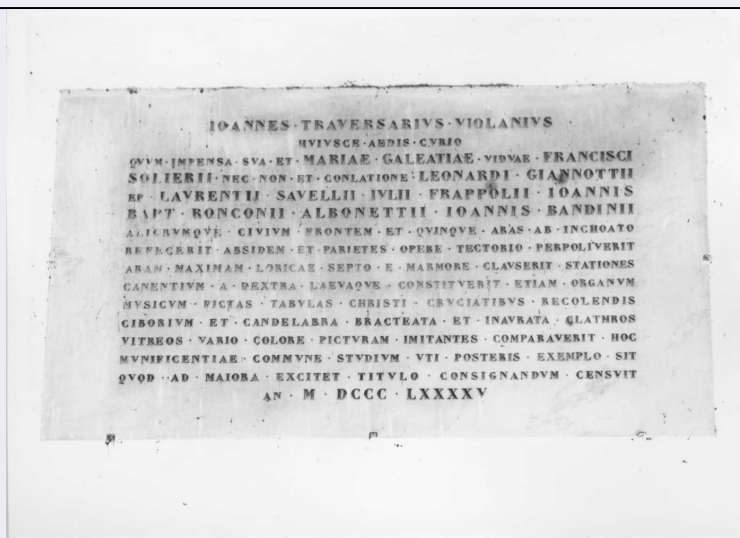 IOANNES · TRAVERSARIVS · VIOLANIVS
HVIVSCE · AEDIS · CVRIO
QVVM · IMPENSA · SVA · ET · MARIAE · GALEATIAE · VIDVAE · FRANCISCI
SOLIERII · NEC · NON · ET · CONLATIONE · LEONARDI · GIANNOTTII
EP · LAVRENTII · SAVELLII · IVLII · FRAPPOLII · IOANNIS
BAPT · RONCONII · ALBONETTII · IOANNIS · BANDINII
ALIORVMQVE · CIVIVM · FRONTEM · ET · QVINQVE · ARAS · AB · INCHOATO
REFECERIT · ABSIDEM · ET · PARIETES · OPERE · TECTORIO · PERPOLIVERIT
ARAM · MAXIMAM · LORICAE · SEPTO · E · MARMORE · CLAVSERIT · STATIONES
CANENTIVM · A · DEXTRA · LAEVAQVE · CONSTITVERIT · ETIAM · ORGANVM
MVSICVM · PICTAS · TABVLAS · CHRISTI · CRVCIATIBVS · RECOLENDIS
CIBORIVM · ET · CANDELABRA · BRACTEATA · ET · INAVRATA · CLATHROS
VITREOS · VARIO · COLORE · PICTVRAM · IMITANTES · COMPARAVERIT · HOC
MVNIFICENTIAE · COMMVNE · STVDIVM · VTI · POSTERIS · EXEMPLO · SIT
QVOD · AD · MAIORA · EXCITET · TITVLO · CONSIGNANDVM · CENSVIT
AN · M · DCCC · LXXXXV